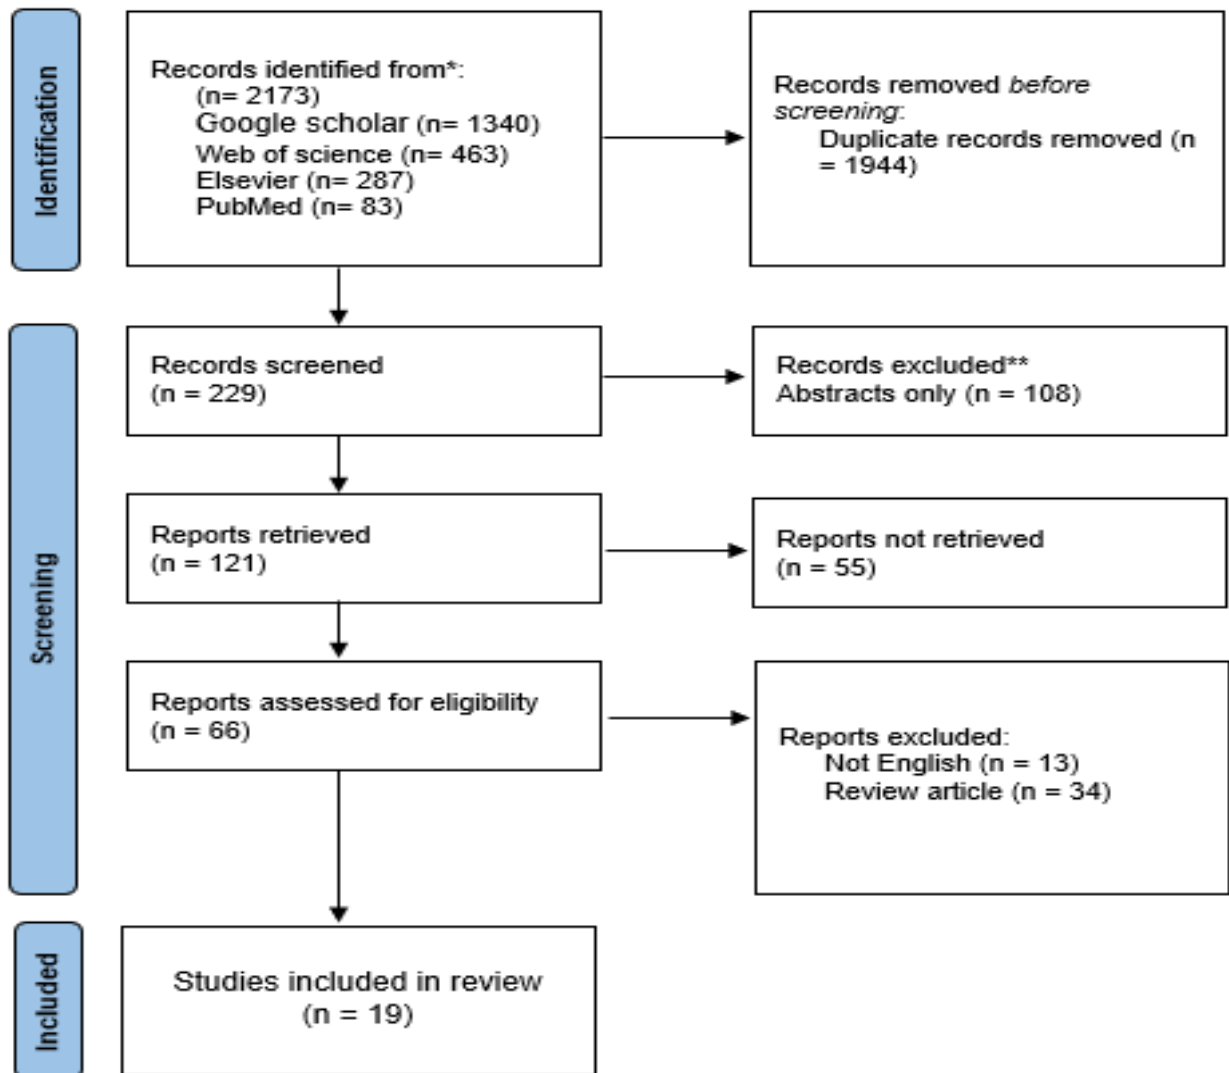 Identification
Records identified from*:
(n= 2173)
Google scholar (n= 1340)
Web of science (n= 463)
Elsevier (n= 287)
PubMed (n= 83)
Records removed before
screening:
Duplicate records removed (n
= 1944)
Screening
Records screened
(n = 229)
Records excluded**
Abstracts only (n = 108)
Reports retrieved
(n = 121)
Reports not retrieved
(n = 55)
Reports assessed for eligibility
(n = 66)
Reports excluded:
Not English (n = 13)
Review article (n = 34)
Included
Studies included in review
(n = 19)